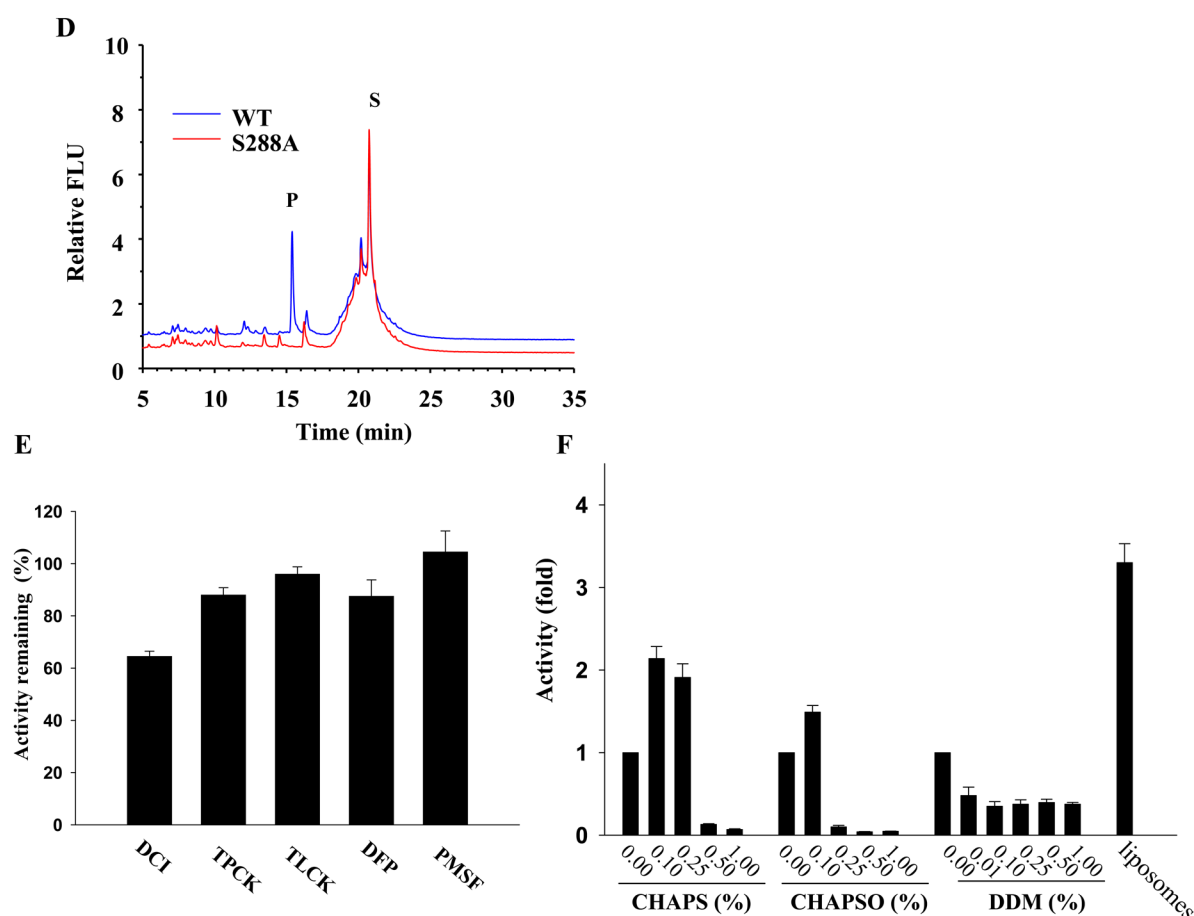 D
10
8
6
4
2
0
Relative FLU
WT
S288A
P
S
5 10 15 20 25 30 35
Time (min)
E
120
100
80
60
40
20
0
Activity remaining (%)
DCI TPCK TLCK DFP PMSF
F
4
3
2
1
0
Activity (fold)
0.00 0.10 0.25 0.50 1.00 0.00 0.10 0.25 0.50 1.00 0.00 0.01 0.10 0.25 0.50 1.00 liposomes
CHAPS (%) CHAPSO (%) DDM (%)